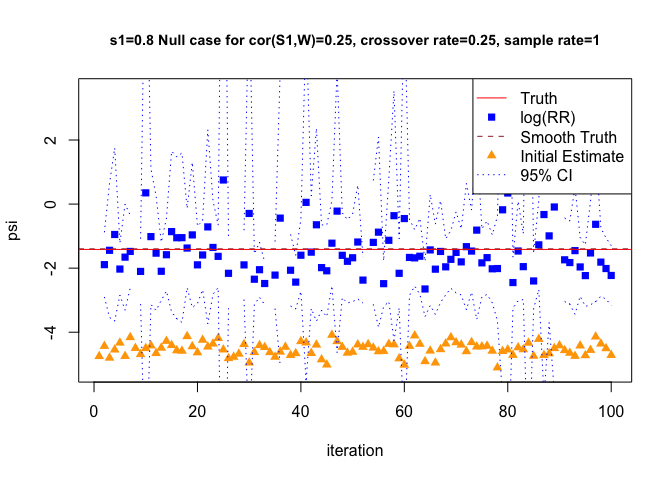 s1=0.8 Null case for cor(S1,W)=0.25, crossover rate=0.25, sample rate=1
Truth
log(RR)
Smooth Truth
Initial Estimate
95% CI
psi
2
0
-2
-4
0
20
40
60
80
100
iteration